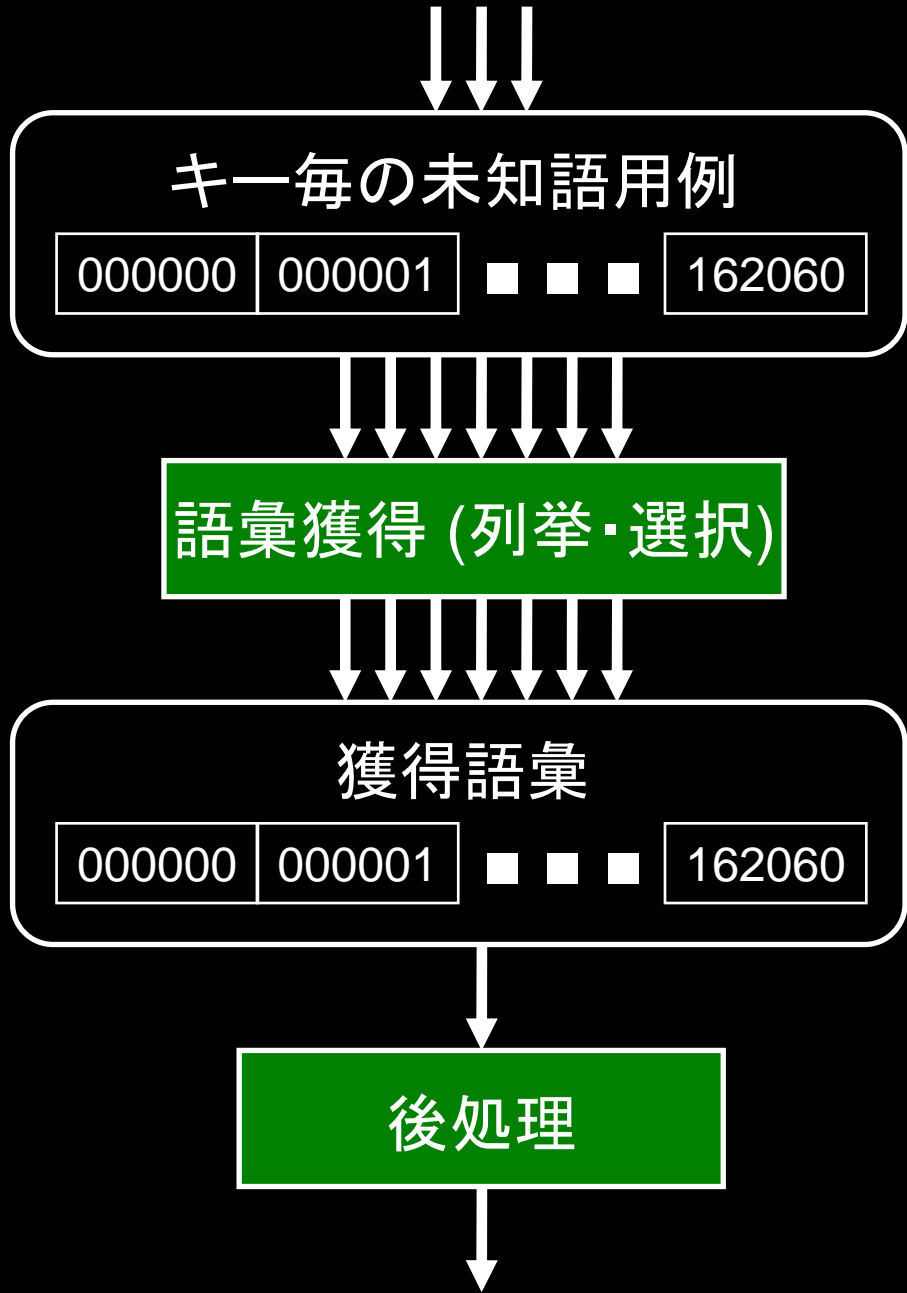 キー毎の未知語用例
000000 000001 ■ ■ ■ 162060
語彙獲得 (列挙・選択)
獲得語彙
000000 000001 ■ ■ ■ 162060
後処理